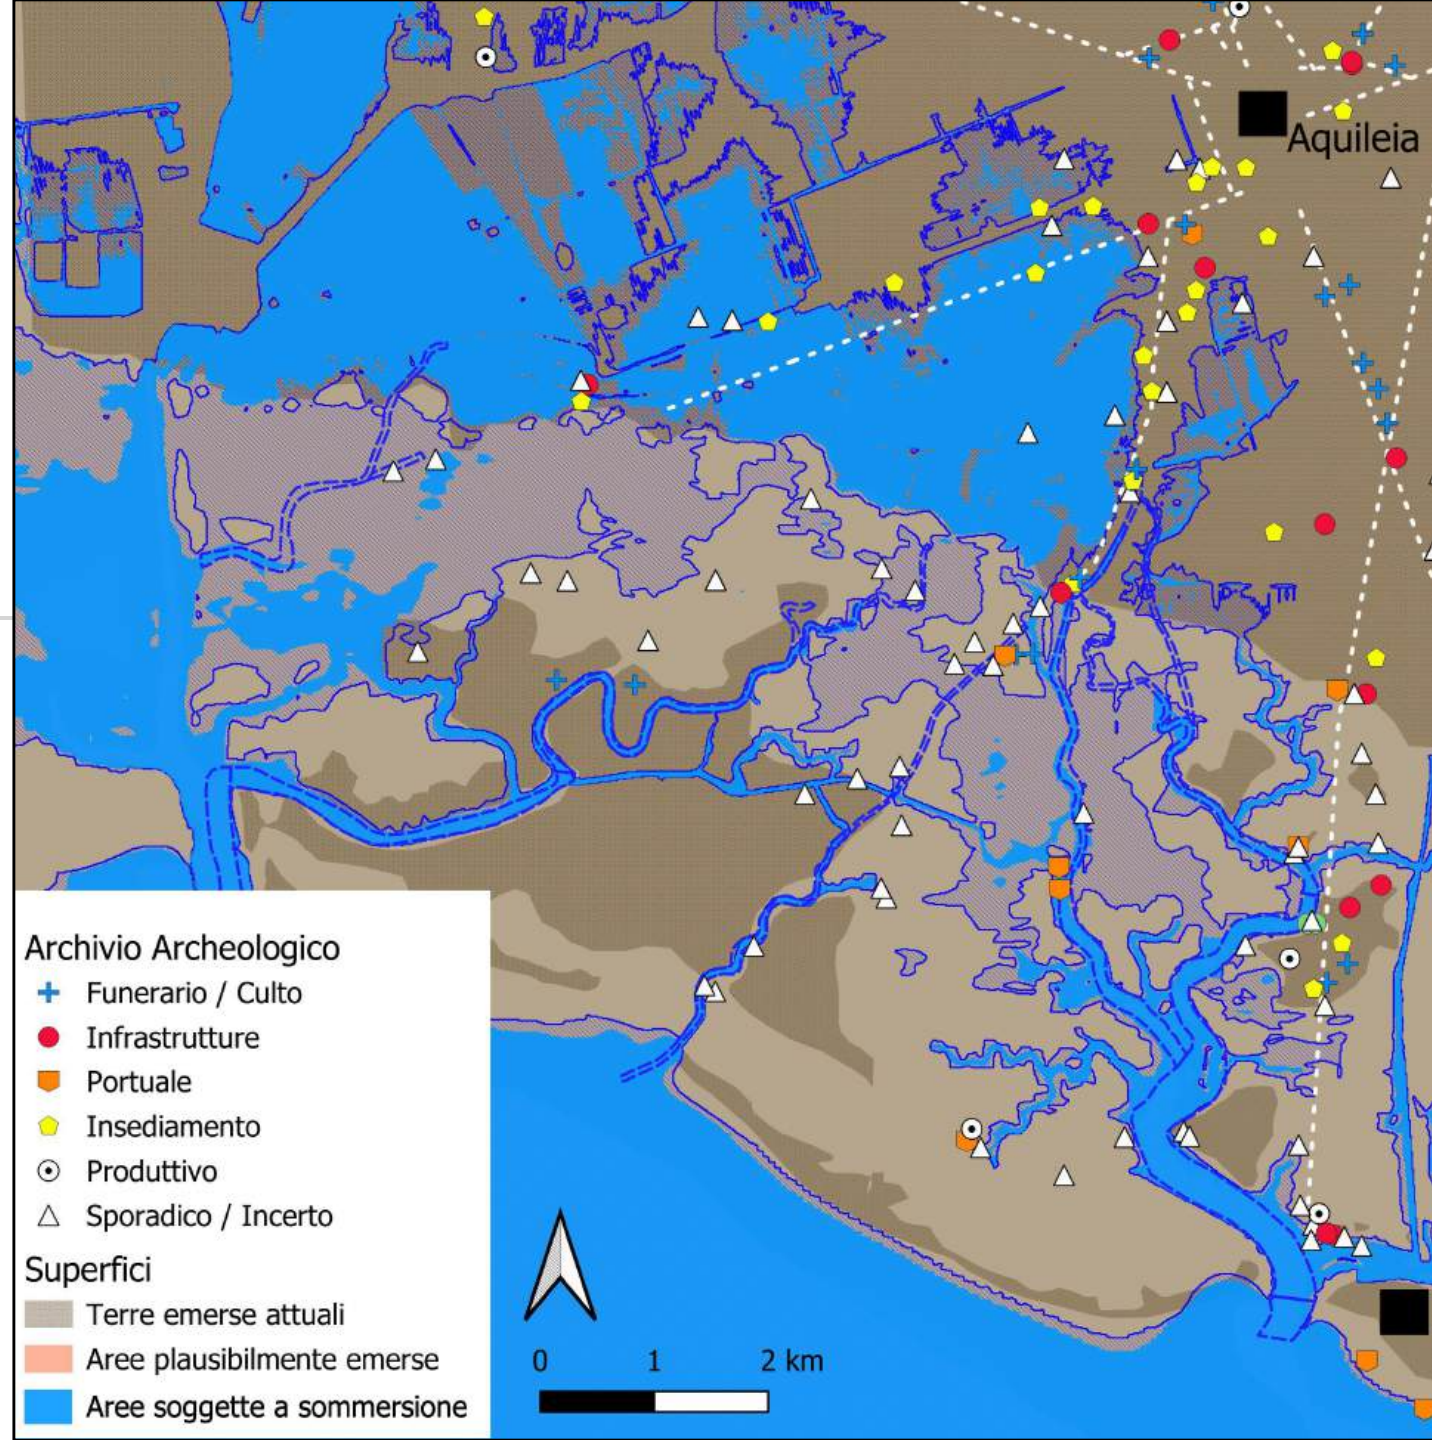 Aquileia
Archivio Archeologico
Funerario / Culto
Infrastrutture
Portuale
Insediamento
Produttivo
Sporadico / Incerto
Superfici
Terre emerse attuali
Aree plausibilmente emerse
Aree soggette a sommersione
0 1 2 km